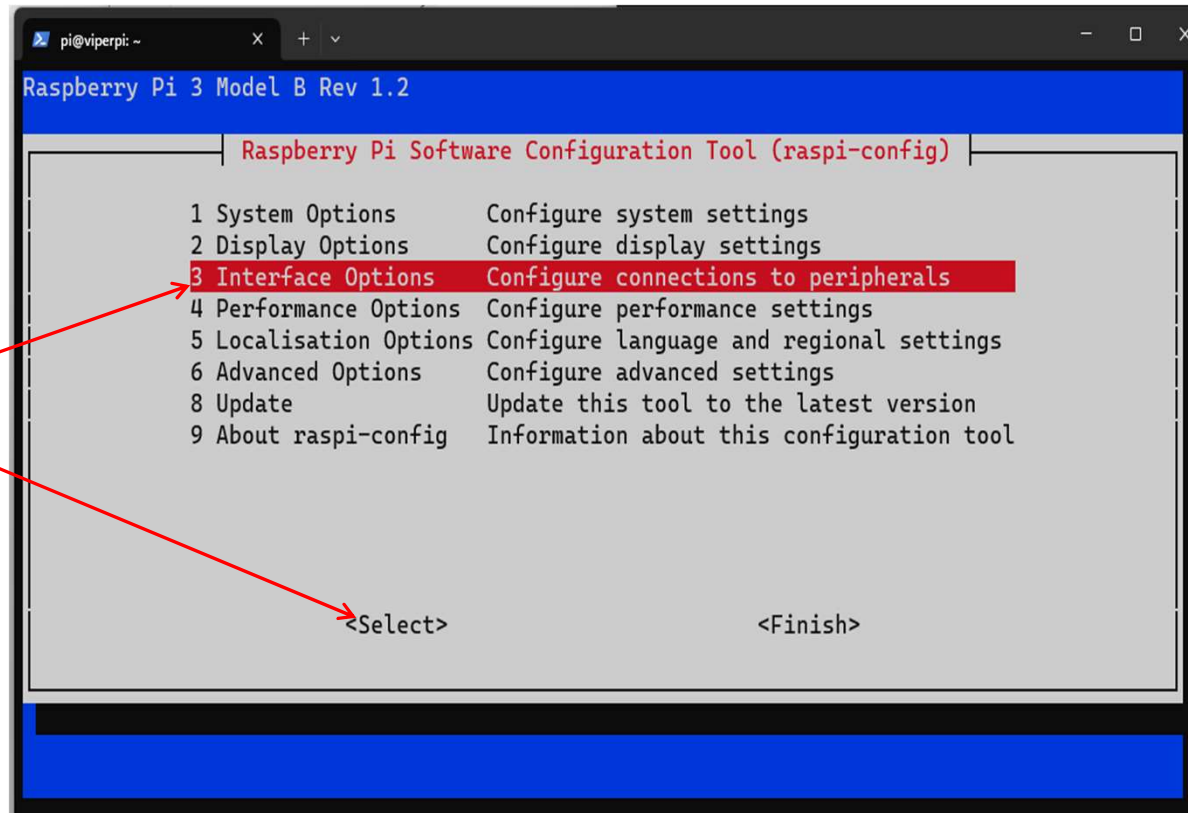 pi@viperpi: ~
Raspberry Pi 3 Model B Rev 1.2
Raspberry Pi Software Configuration Tool (raspi-config)
1 System Options Configure system settings
2 Display Options Configure display settings
3 Interface Options Configure connections to peripherals
4 Performance Options Configure performance settings
5 Localisation Options Configure language and regional settings
6 Advanced Options Configure advanced settings
8 Update Update this tool to the latest version
9 About raspi-config Information about this configuration tool
<Select> <Finish>